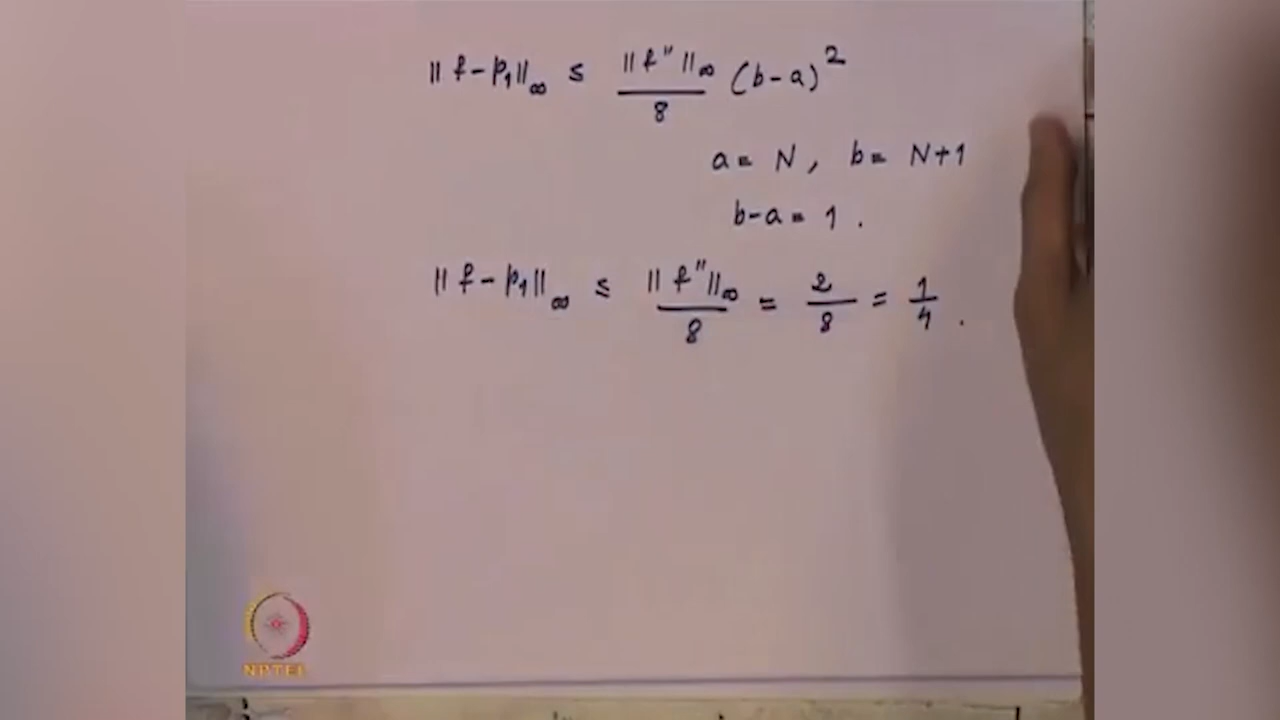 || f - p₁ ||∞ ≤ || f″ ||∞ / 8 (b-a)²
a = N, b = N+1
b-a = 1.
|| f - p₁ ||∞ ≤ || f″ ||∞ / 8 = 2/8 = 1/4.
NPTEL